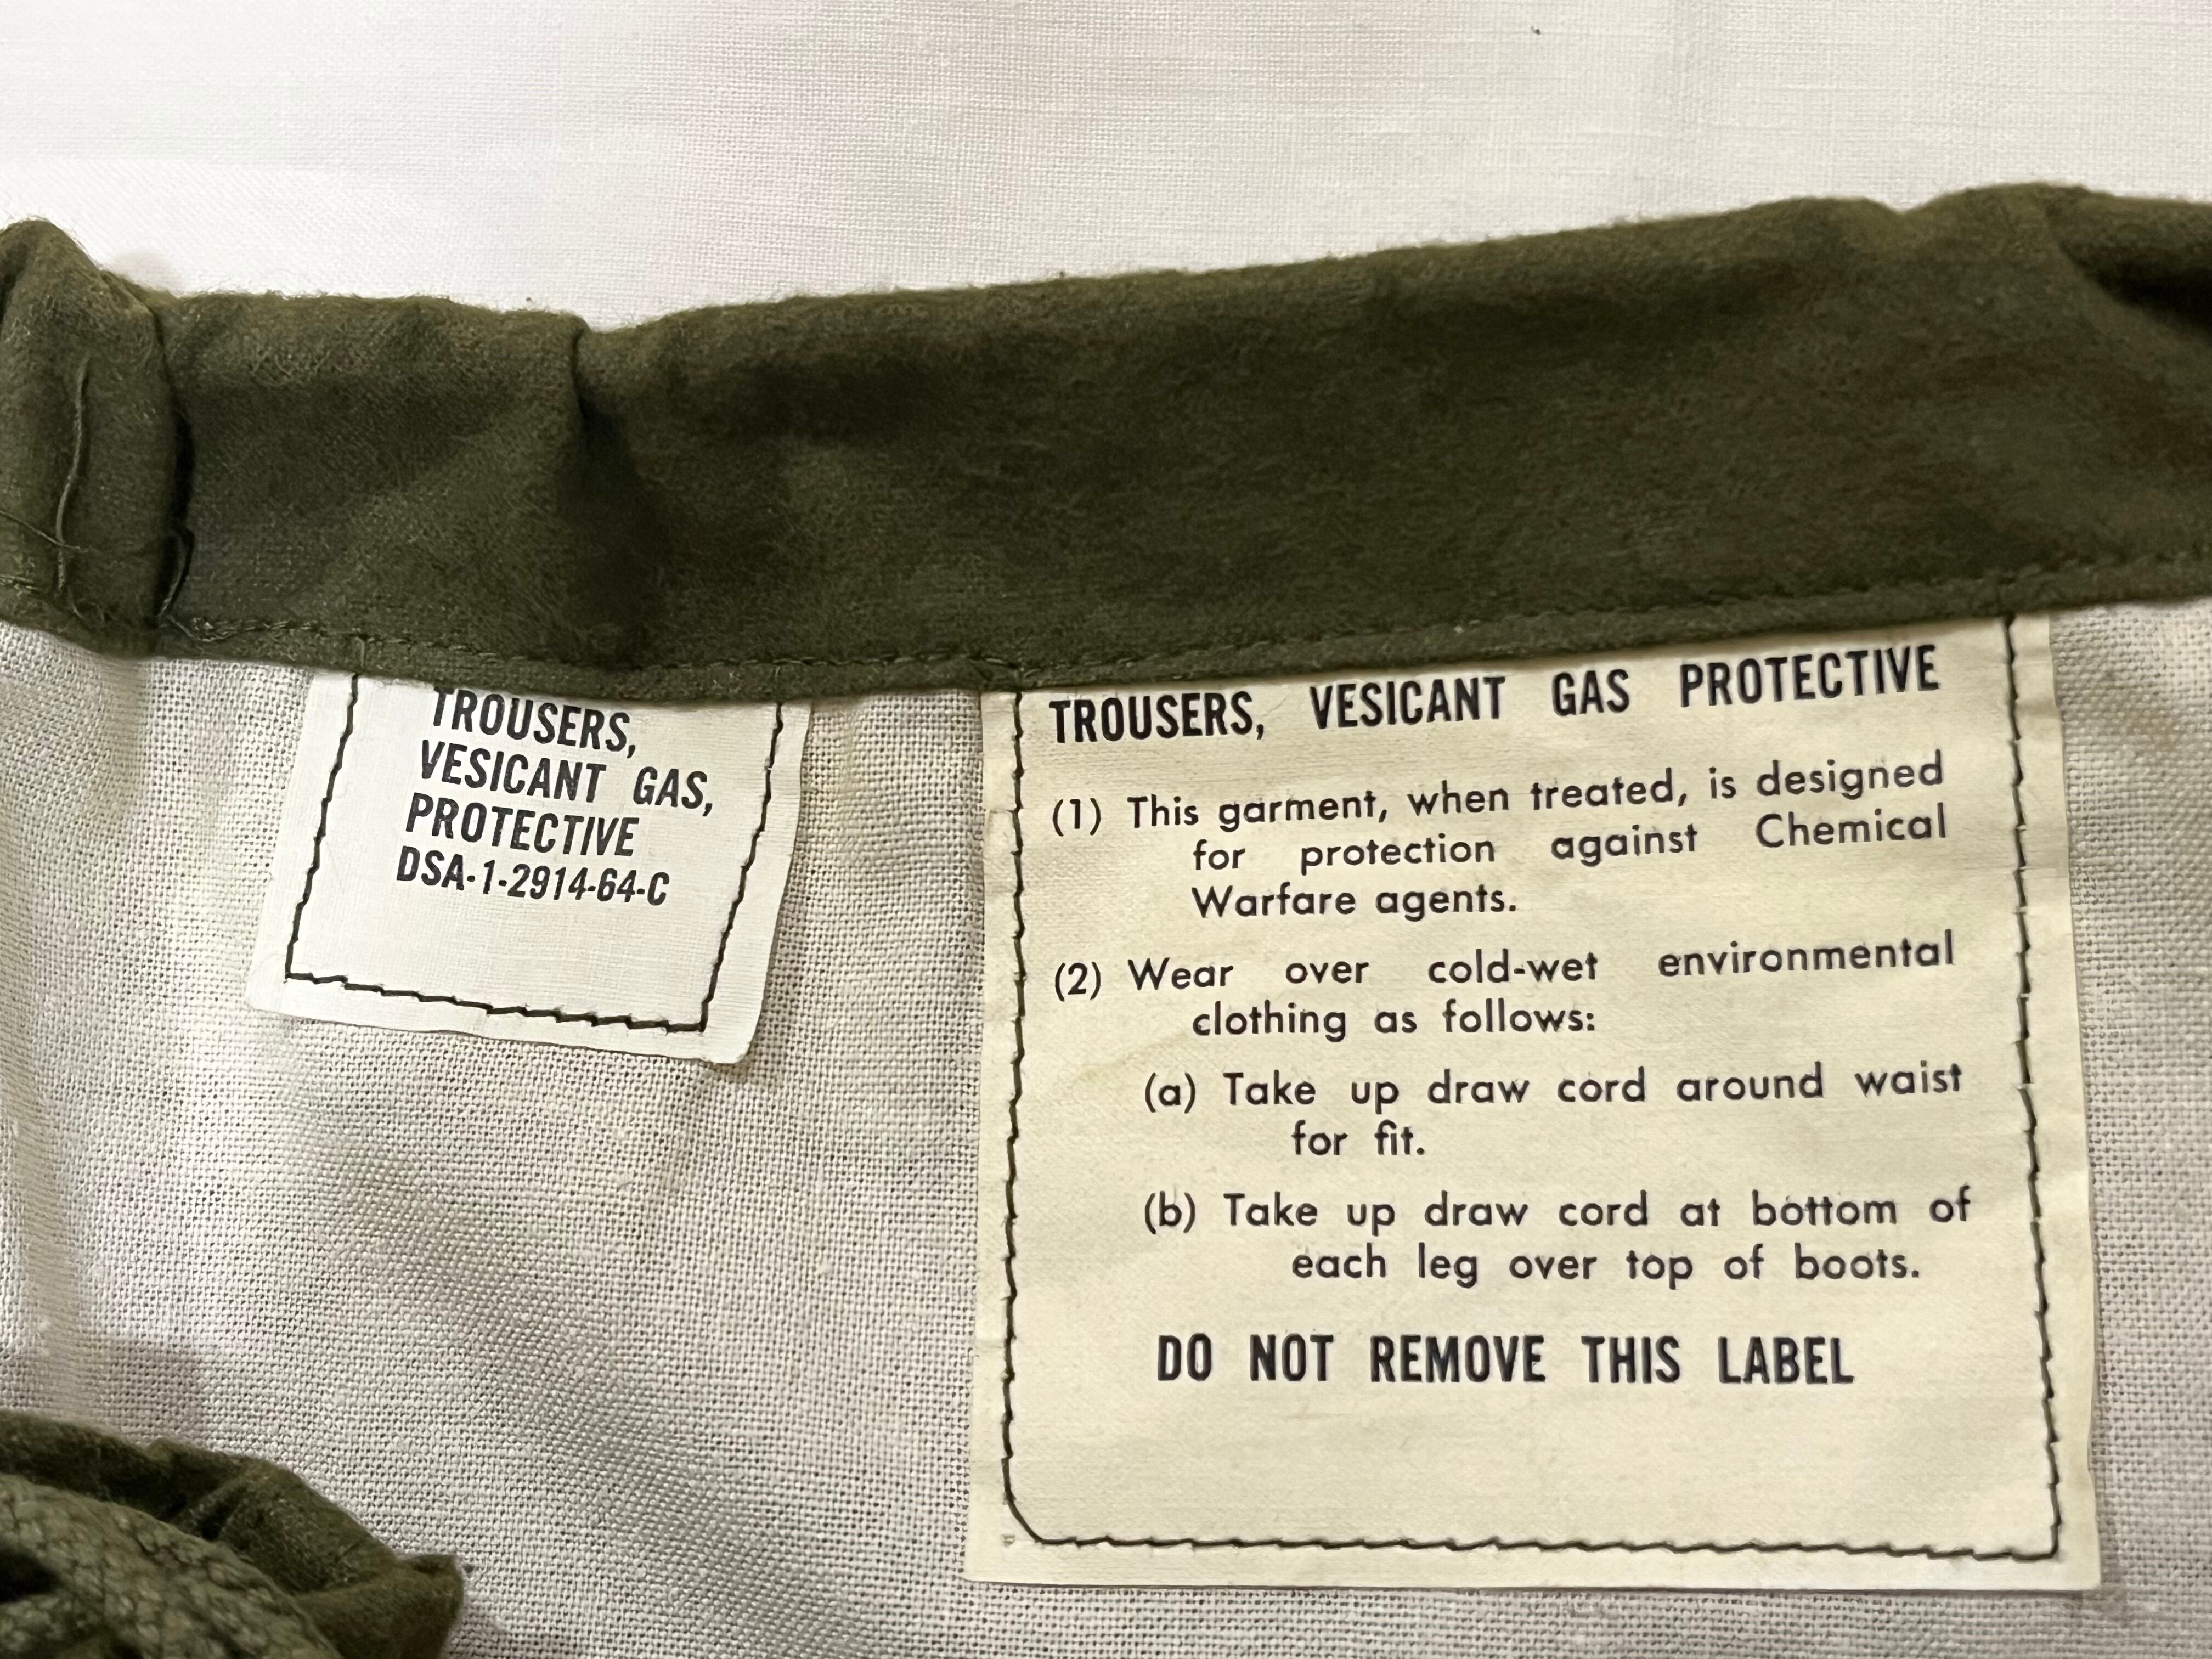 TROUSERS,
VESICANT GAS,
PROTECTIVE
DSA-1-2914-64-C
TROUSERS, VESICANT GAS PROTECTIVE
(1) This garment, when treated, is designed
for protection against Chemical
Warfare agents.
(2) Wear over cold-wet environmental
clothing as follows:
(a) Take up draw cord around waist
for fit.
(b) Take up draw cord at bottom of
each leg over top of boots.
DO NOT REMOVE THIS LABEL